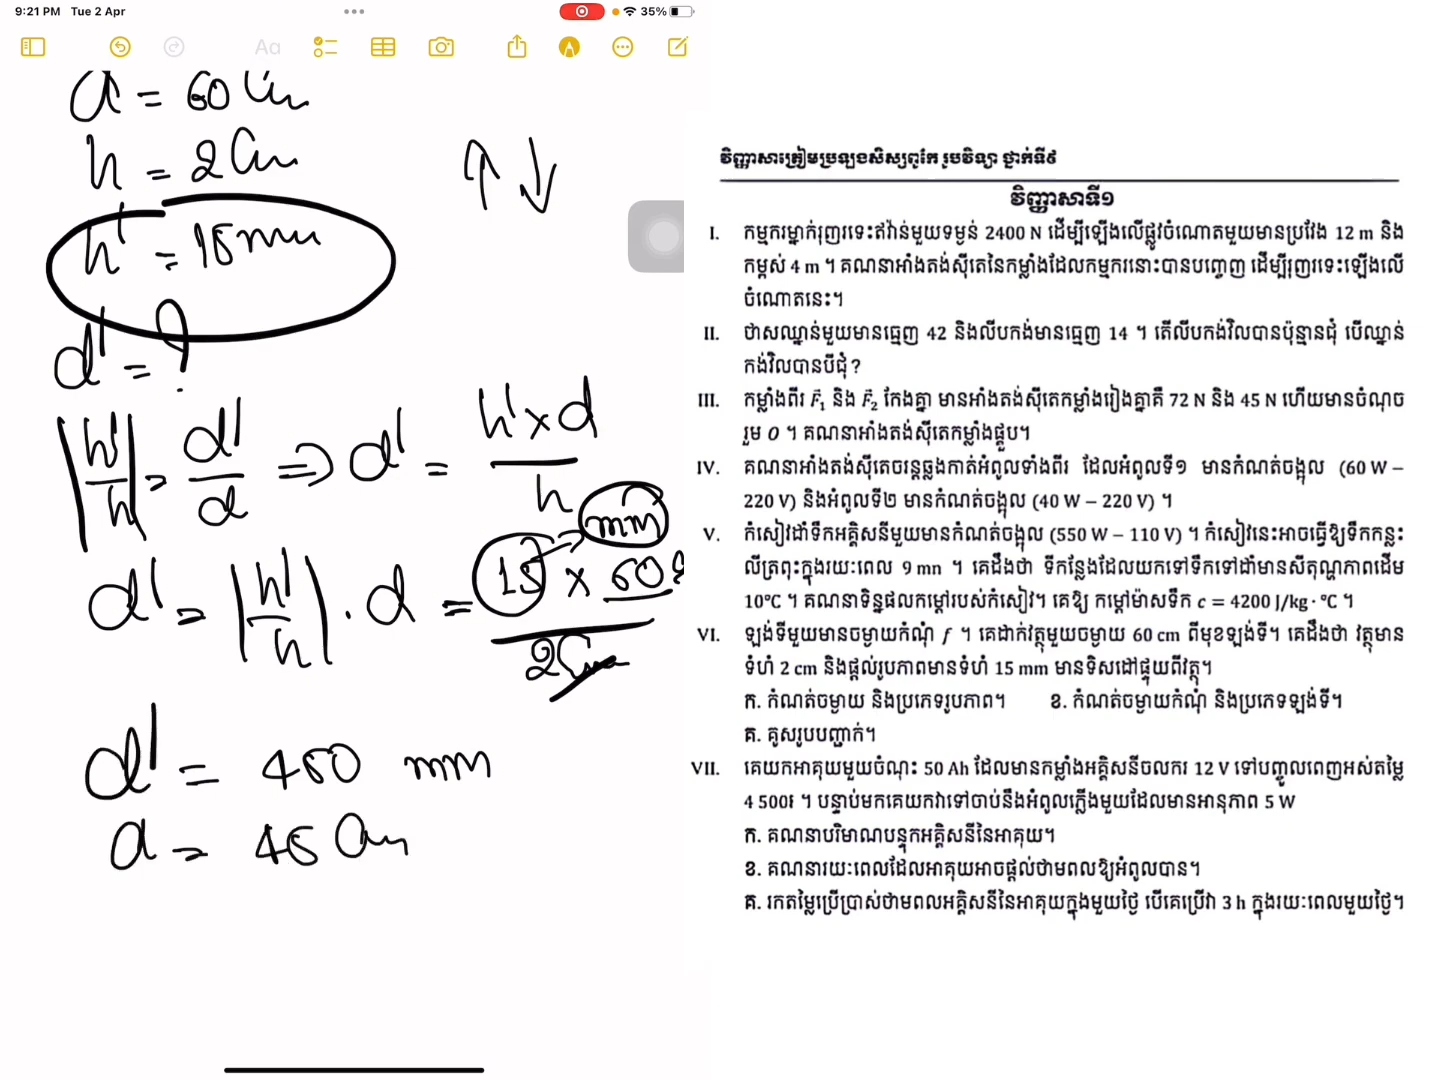 9:21 PM Tue 2 Apr
35%
Aa
d = 60 Cm
h = 2 Cm
h' = 15 mm
d' = ?
|h'/h| = d'/d ⇒ d' = h' x d / h
mm
d' = |h'/h| . d = 15 x 60 / 2 Cm
d' = 450 mm
d = 45 Cm
វិញ្ញាសាត្រៀមប្រឡងសិស្សពូកែ រូបវិទ្យា ថ្នាក់ទី៩
វិញ្ញាសាទី១
I. កម្មករម្នាក់រុញរទេះឥវ៉ាន់មួយទម្ងន់ 2400 N ដើម្បីឡើងលើផ្លូវចំណោតមួយមានប្រវែង 12 m និង
កម្ពស់ 4 m ។ គណនាអាំងតង់ស៊ីតេនៃកម្លាំងដែលកម្មករនោះបានបញ្ចេញ ដើម្បីរុញរទេះឡើងលើ
ចំណោតនេះ។
II. ថាសឈ្នាន់មួយមានធ្មេញ 42 និងលីបកង់មានធ្មេញ 14 ។ តើលីបកង់វិលបានប៉ុន្មានជុំ បើឈ្នាន់
កង់វិលបានបីជុំ?
III. កម្លាំងពីរ F⃗₁ និង F⃗₂ កែងគ្នា មានអាំងតង់ស៊ីតេកម្លាំងរៀងគ្នាគឺ 72 N និង 45 N ហើយមានចំណុច
រួម O ។ គណនាអាំងតង់ស៊ីតេកម្លាំងផ្គួប។
IV. គណនាអាំងតង់ស៊ីតេចរន្តឆ្លងកាត់អំពូលទាំងពីរ ដែលអំពូលទី១ មានកំណត់ចង្អុល (60 W –
220 V) និងអំពូលទី២ មានកំណត់ចង្អុល (40 W – 220 V) ។
V. កំសៀវដាំទឹកអគ្គិសនីមួយមានកំណត់ចង្អុល (550 W – 110 V) ។ កំសៀវនេះអាចធ្វើឱ្យទឹកកន្លះ
លីត្រពុះក្នុងរយៈពេល 9 mn ។ គេដឹងថា ទឹកកន្លែងដែលយកទៅទឹកទៅដាំមានសីតុណ្ហភាពដើម
10°C ។ គណនាទិន្នផលកម្ដៅរបស់កំសៀវ។ គេឱ្យ កម្ដៅម៉ាសទឹក c = 4200 J/kg · °C ។
VI. ឡង់ទីមួយមានចម្ងាយកំណុំ f ។ គេដាក់វត្ថុមួយចម្ងាយ 60 cm ពីមុខឡង់ទី។ គេដឹងថា វត្ថុមាន
ទំហំ 2 cm និងផ្តល់រូបភាពមានទំហំ 15 mm មានទិសដៅផ្ទុយពីវត្ថុ។
ក. កំណត់ចម្ងាយ និងប្រភេទរូបភាព។ ខ. កំណត់ចម្ងាយកំណុំ និងប្រភេទឡង់ទី។
គ. គូសរូបបញ្ជាក់។
VII. គេយកអាគុយមួយចំណុះ 50 Ah ដែលមានកម្លាំងអគ្គិសនីចលករ 12 V ទៅបញ្ចូលពេញអស់តម្លៃ
4 500៛ ។ បន្ទាប់មកគេយកវាទៅចាប់នឹងអំពូលភ្លើងមួយដែលមានអានុភាព 5 W
ក. គណនាបរិមាណបន្ទុកអគ្គិសនីនៃអាគុយ។
ខ. គណនារយៈពេលដែលអាគុយអាចផ្តល់ថាមពលឱ្យអំពូលបាន។
គ. រកតម្លៃប្រើប្រាស់ថាមពលអគ្គិសនីនៃអាគុយក្នុងមួយថ្ងៃ បើគេប្រើវា 3 h ក្នុងរយៈពេលមួយថ្ងៃ។